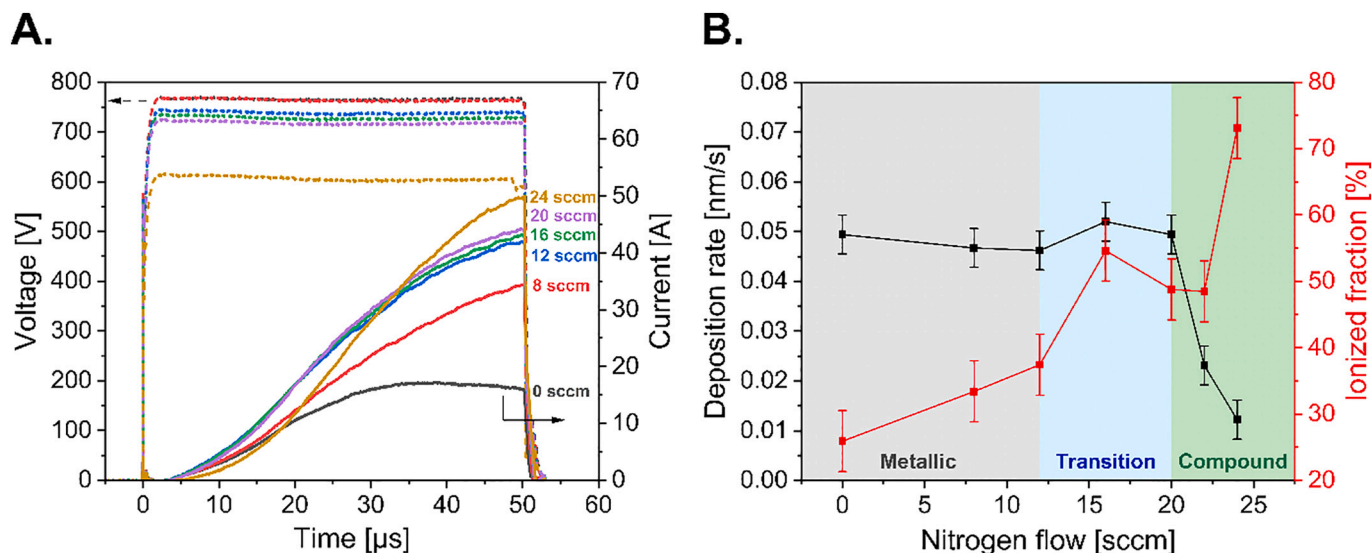 A.
Voltage [V]
800
700
600
500
400
300
200
100
0
0 10 20 30 40 50 60
Time [µs]
70
60
50
40
30
20
10
0
Current [A]
24 sccm
20 sccm
16 sccm
12 sccm
8 sccm
0 sccm
B.
Deposition rate [nm/s]
0.08
0.07
0.06
0.05
0.04
0.03
0.02
0.01
0.00
Metallic Transition Compound
0 5 10 15 20 25
Nitrogen flow [sccm]
80
70
60
50
40
30
20
Ionized fraction [%]